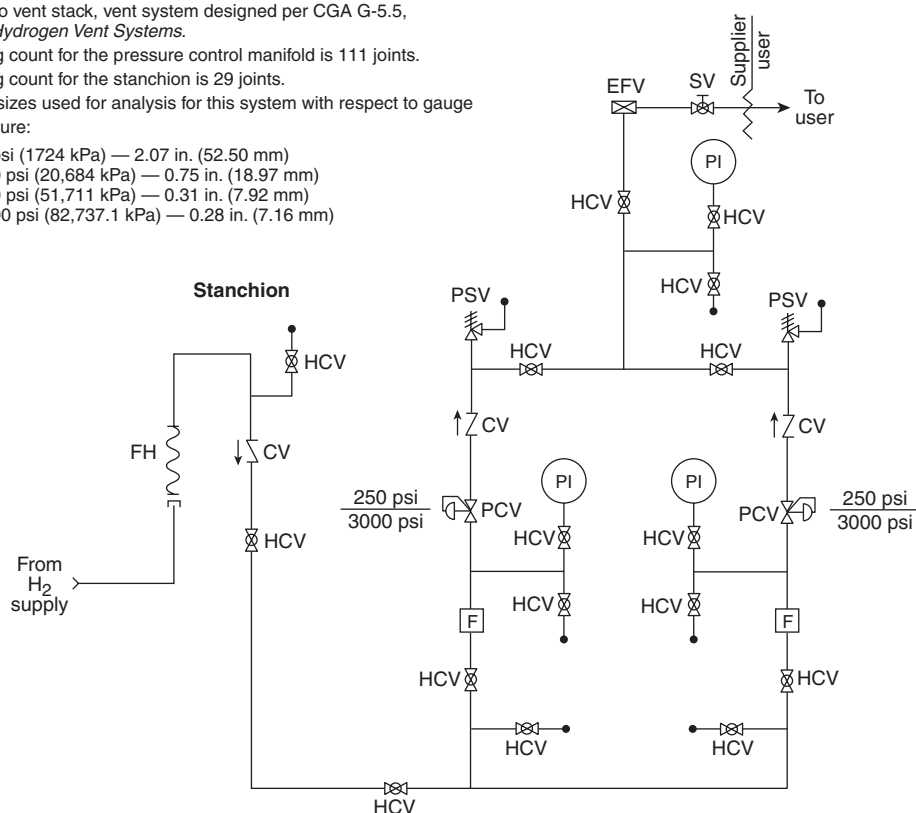 o vent stack, vent system designed per CGA G-5.5,
Hydrogen Vent Systems.
g count for the pressure control manifold is 111 joints.
g count for the stanchion is 29 joints.
sizes used for analysis for this system with respect to gauge
ure:
psi (1724 kPa) — 2.07 in. (52.50 mm)
psi (20,684 kPa) — 0.75 in. (18.97 mm)
psi (51,711 kPa) — 0.31 in. (7.92 mm)
00 psi (82,737.1 kPa) — 0.28 in. (7.16 mm)
Supplier
user
EFV
SV
To
user
PI
HCV
HCV
HCV
Stanchion
PSV
PSV
HCV
HCV
HCV
FH
CV
CV
CV
PI
PI
250 psi
3000 psi
PCV
PCV
250 psi
3000 psi
HCV
HCV
HCV
From
H2
supply
HCV
HCV
F
F
HCV
HCV
HCV
HCV
HCV